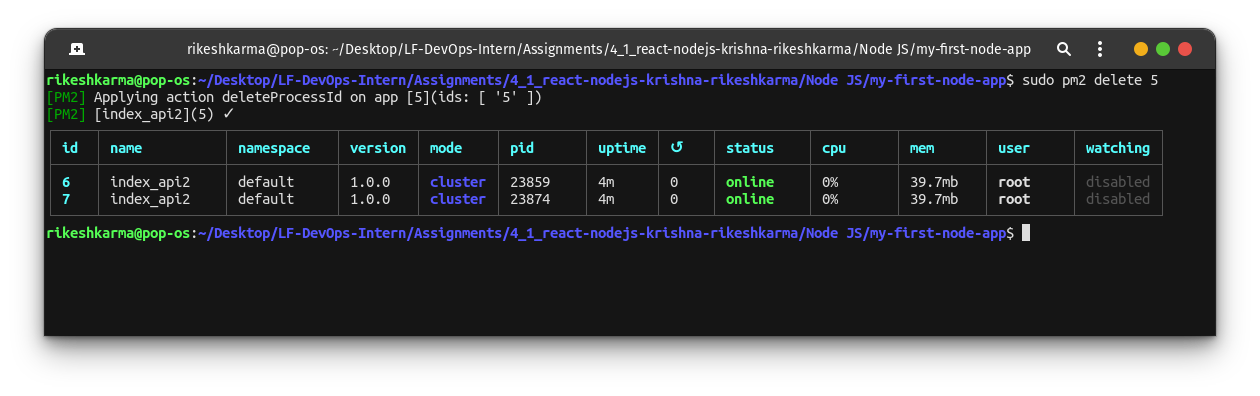 rikeshkarma@pop-os: ~/Desktop/LF-DevOps-Intern/Assignments/4_1_react-nodejs-krishna-rikeshkarma/Node JS/my-first-node-app
rikeshkarma@pop-os:~/Desktop/LF-DevOps-Intern/Assignments/4_1_react-nodejs-krishna-rikeshkarma/Node JS/my-first-node-app$ sudo pm2 delete 5
[PM2] Applying action deleteProcessId on app [5](ids: [ '5' ])
[PM2] [index_api2](5) ✓
id name namespace version mode pid uptime ↺ status cpu mem user watching
6 index_api2 default 1.0.0 cluster 23859 4m 0 online 0% 39.7mb root disabled
7 index_api2 default 1.0.0 cluster 23874 4m 0 online 0% 39.7mb root disabled
rikeshkarma@pop-os:~/Desktop/LF-DevOps-Intern/Assignments/4_1_react-nodejs-krishna-rikeshkarma/Node JS/my-first-node-app$